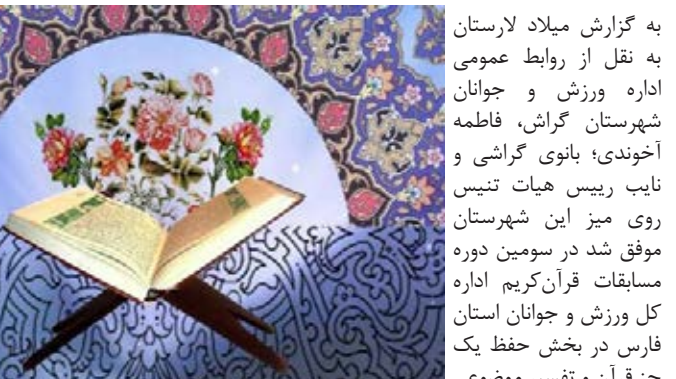 به گزارش میلاد لارستان
به نقل از روابط عمومی
اداره ورزش و جوانان
شهرستان گراش، فاطمه
آخوندی؛ بانوی گراشی و
نایب رییس هیات تنیس
روی میز این شهرستان
موفق شد در سومین دوره
مسابقات قرآن‌کریم اداره
کل ورزش و جوانان استان
فارس در بخش حفظ یک